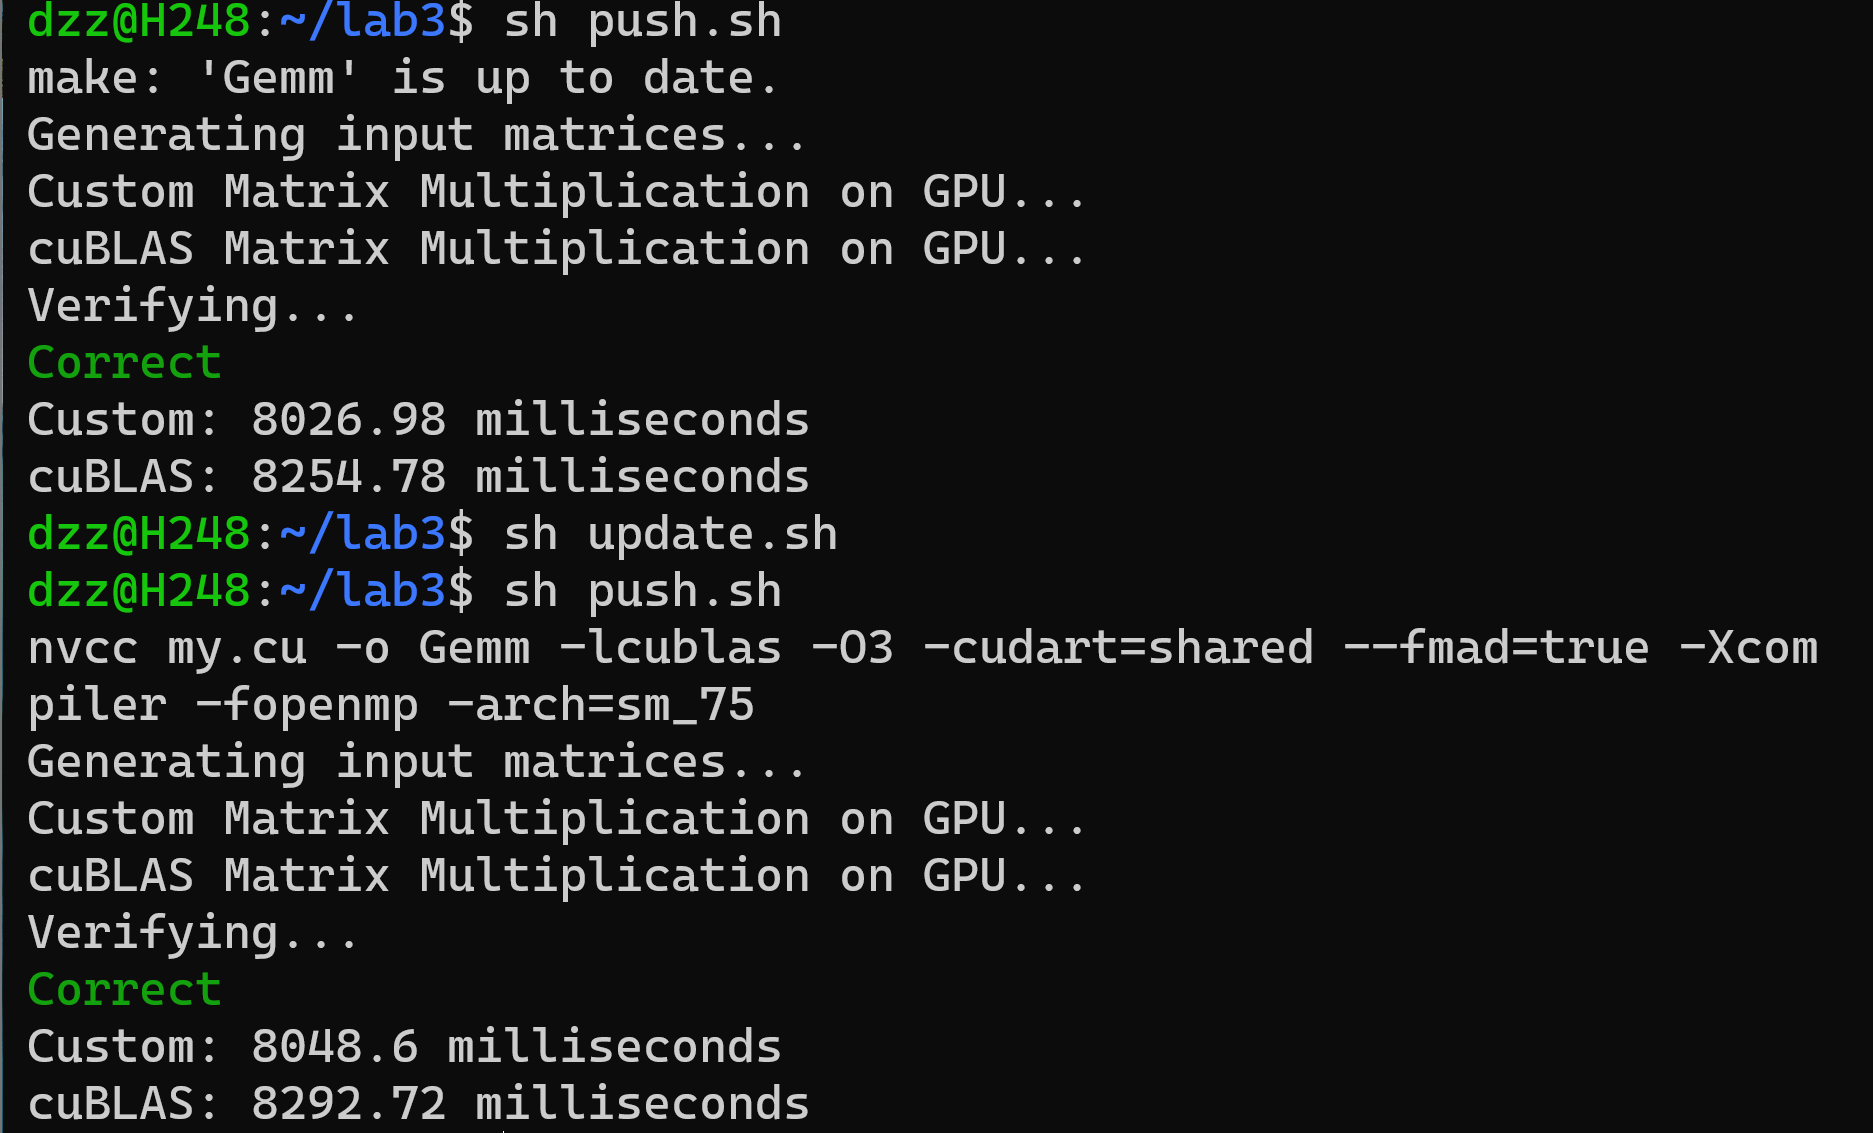 dzz@H248:~/lab3$ sh push.sh
make: 'Gemm' is up to date.
Generating input matrices...
Custom Matrix Multiplication on GPU...
cuBLAS Matrix Multiplication on GPU...
Verifying...
Correct
Custom: 8026.98 milliseconds
cuBLAS: 8254.78 milliseconds
dzz@H248:~/lab3$ sh update.sh
dzz@H248:~/lab3$ sh push.sh
nvcc my.cu -o Gemm -lcublas -O3 -cudart=shared --fmad=true -Xcom
piler -fopenmp -arch=sm_75
Generating input matrices...
Custom Matrix Multiplication on GPU...
cuBLAS Matrix Multiplication on GPU...
Verifying...
Correct
Custom: 8048.6 milliseconds
cuBLAS: 8292.72 milliseconds